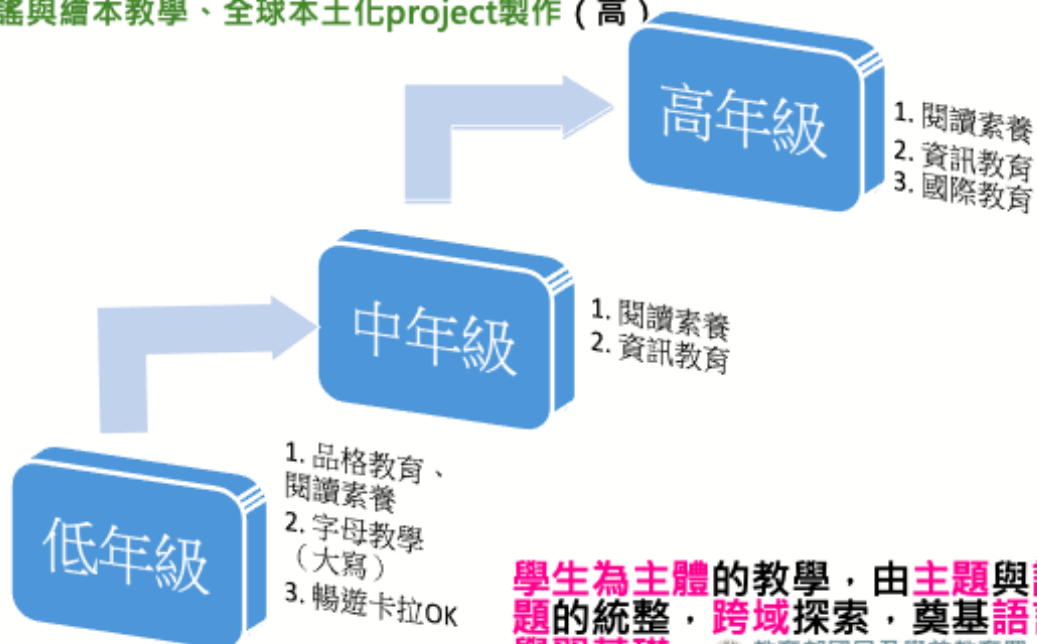 謠與繪本教學、全球本土化project製作（高）
高年級
1. 閱讀素養
2. 資訊教育
3. 國際教育
中年級
1. 閱讀素養
2. 資訊教育
低年級
1. 品格教育、
閱讀素養
2. 字母教學
（大寫）
3. 暢遊卡拉OK
學生為主體的教學，由主題與
題的統整，跨域探索，奠基語